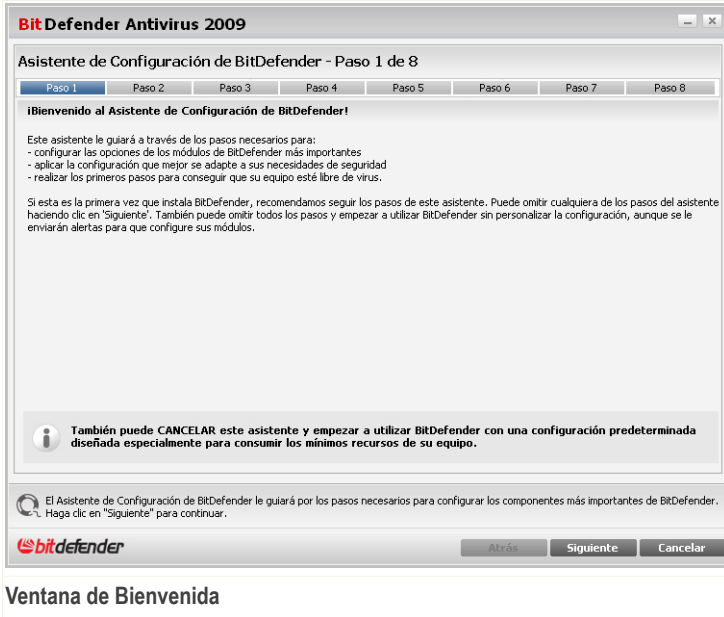 BitDefender Antivirus 2009
Asistente de Configuración de BitDefender - Paso 1 de 8
Paso 1 Paso 2 Paso 3 Paso 4 Paso 5 Paso 6 Paso 7 Paso 8
¡Bienvenido al Asistente de Configuración de BitDefender!
Este asistente le guiará a través de los pasos necesarios para:
- configurar las opciones de los módulos de BitDefender más importantes
- aplicar la configuración que mejor se adapte a sus necesidades de seguridad
- realizar los primeros pasos para conseguir que su equipo esté libre de virus.
Si esta es la primera vez que instala BitDefender, recomendamos seguir los pasos de este asistente. Puede omitir cualquiera de los pasos del asistente
haciendo clic en 'Siguiente'. También puede omitir todos los pasos y empezar a utilizar BitDefender sin personalizar la configuración, aunque se le
enviarán alertas para que configure sus módulos.
También puede CANCELAR este asistente y empezar a utilizar BitDefender con una configuración predeterminada
diseñada especialmente para consumir los mínimos recursos de su equipo.
El Asistente de Configuración de BitDefender le guiará por los pasos necesarios para configurar los componentes más importantes de BitDefender.
Haga clic en "Siguiente" para continuar.
bitdefender Atrás Siguiente Cancelar
Ventana de Bienvenida